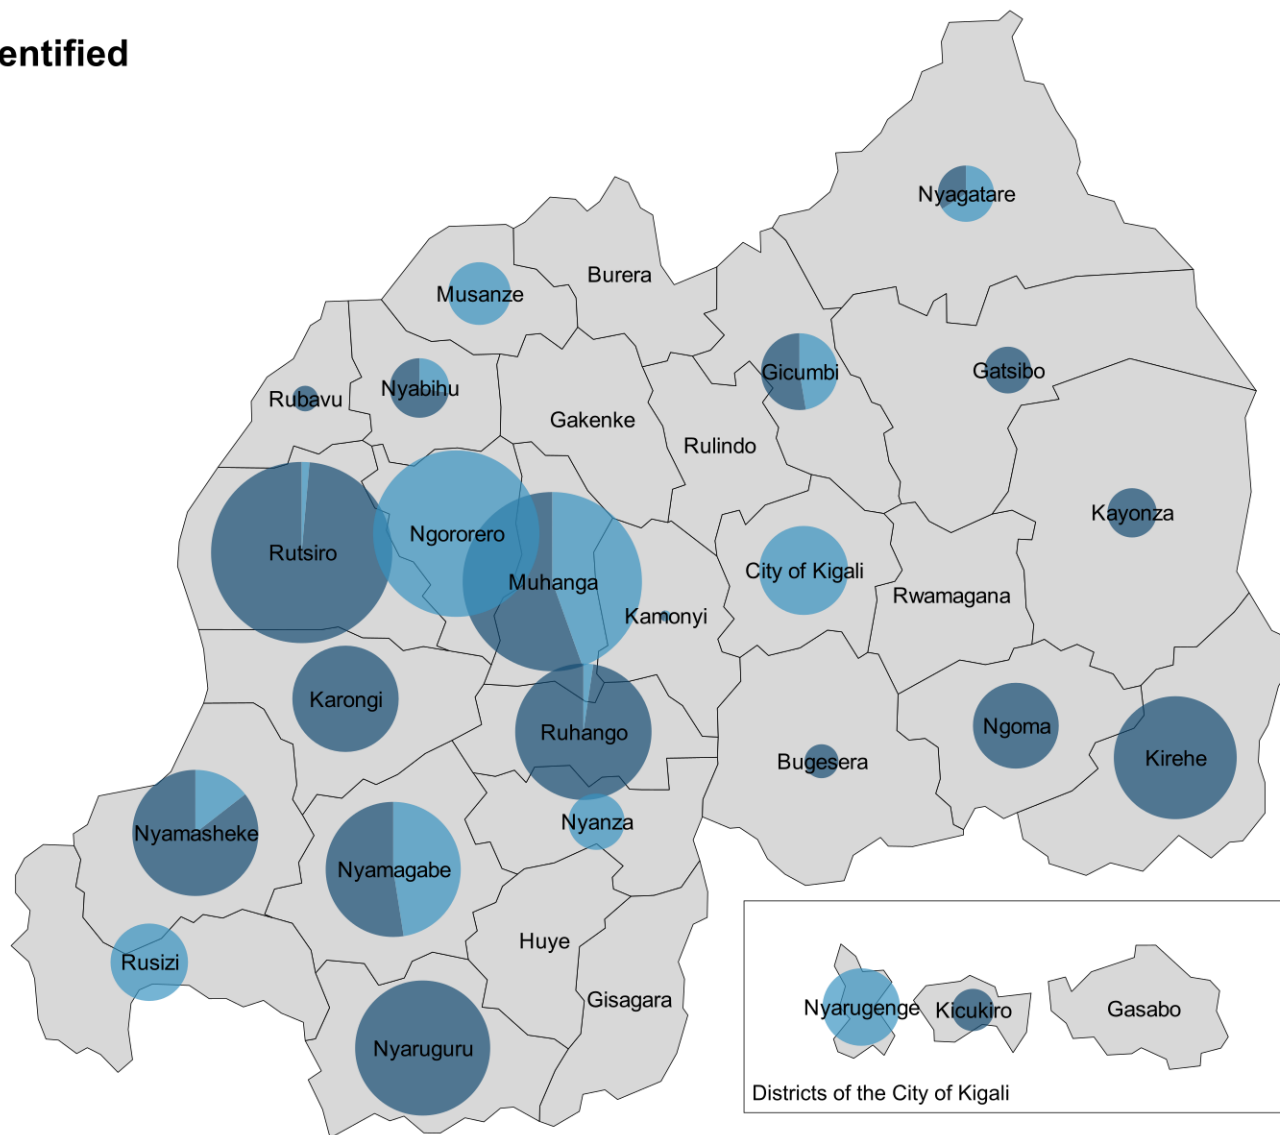 entified
Nyagatare
Burera
Musanze
Gicumbi
Gatsibo
Nyabihu
Rubavu
Gakenke
Rulindo
Kayonza
Ngororero
Rutsiro
City of Kigali
Muhanga
Rwamagana
Kamonyi
Karongi
Ngoma
Ruhango
Kirehe
Bugesera
Nyanza
Nyamasheke
Nyamagabe
Huye
Rusizi
Gisagara
Nyaruguru
Nyarugenge
Kicukiro
Gasabo
Districts of the City of Kigali